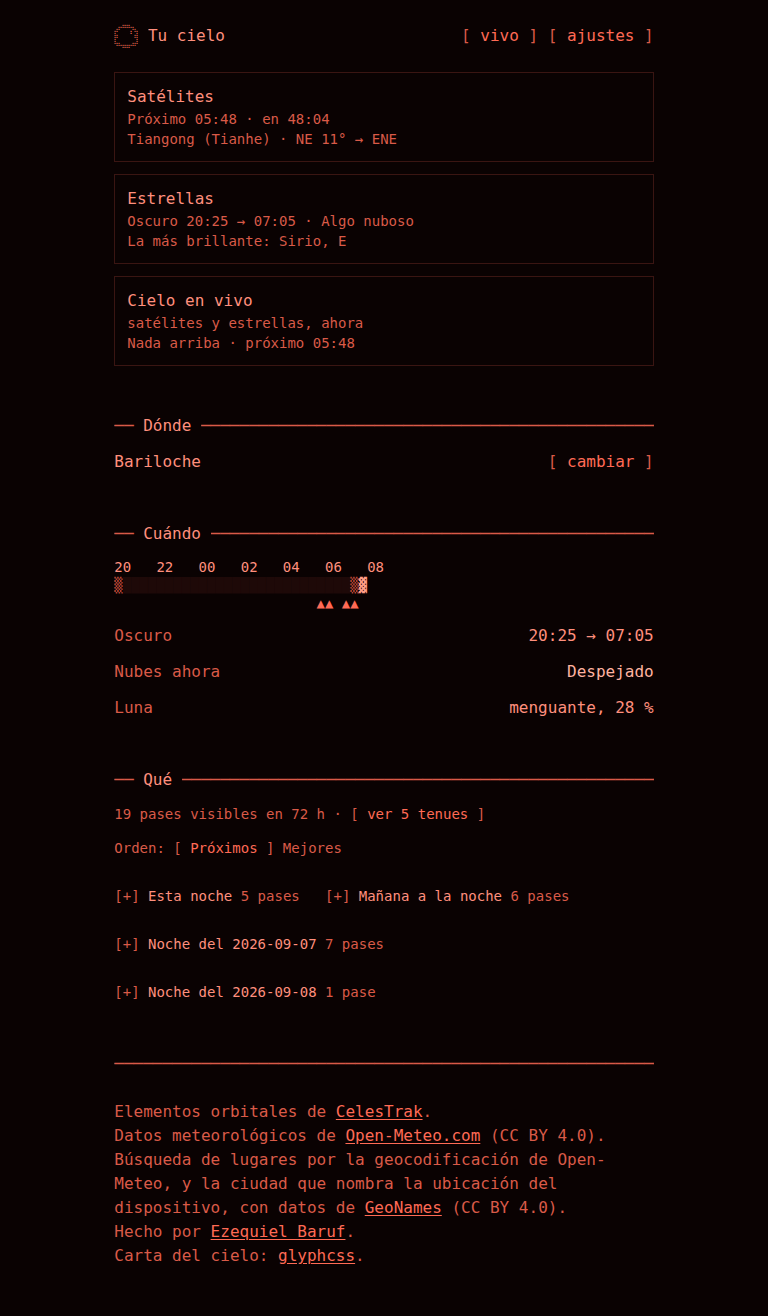 Tu cielo [ vivo ] [ ajustes ]
Satélites
Próximo 05:48 · en 48:04
Tiangong (Tianhe) · NE 11° → ENE
Estrellas
Oscuro 20:25 → 07:05 · Algo nuboso
La más brillante: Sirio, E
Cielo en vivo
satélites y estrellas, ahora
Nada arriba · próximo 05:48
Dónde
Bariloche [ cambiar ]
Cuándo
20 22 00 02 04 06 08
▲▲ ▲▲
Oscuro 20:25 → 07:05
Nubes ahora Despejado
Luna menguante, 28 %
Qué
19 pases visibles en 72 h · [ ver 5 tenues ]
Orden: [ Próximos ] Mejores
[+] Esta noche 5 pases [+] Mañana a la noche 6 pases
[+] Noche del 2026-09-07 7 pases
[+] Noche del 2026-09-08 1 pase
Elementos orbitales de CelesTrak.
Datos meteorológicos de Open-Meteo.com (CC BY 4.0).
Búsqueda de lugares por la geocodificación de Open-
Meteo, y la ciudad que nombra la ubicación del
dispositivo, con datos de GeoNames (CC BY 4.0).
Hecho por Ezequiel Baruf.
Carta del cielo: glyphcss.